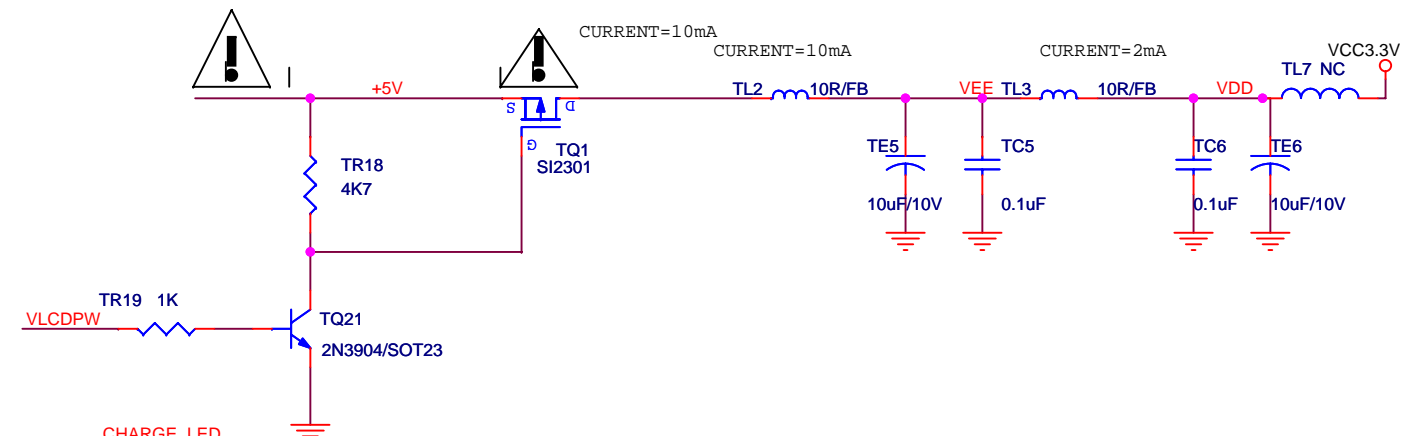 CURRENT=10mA
CURRENT=10mA
CURRENT=2mA
VCC3.3V
TL7 NC
+5V
TL2 10R/FB
VEE
TL3 10R/FB
VDD
S
D
G
TQ1
SI2301
TR18
4K7
TE5
10uF/10V
TC5
0.1uF
TC6
0.1uF
TE6
10uF/10V
TR19 1K
VLCDPW
TQ21
2N3904/SOT23
CHARGE LED